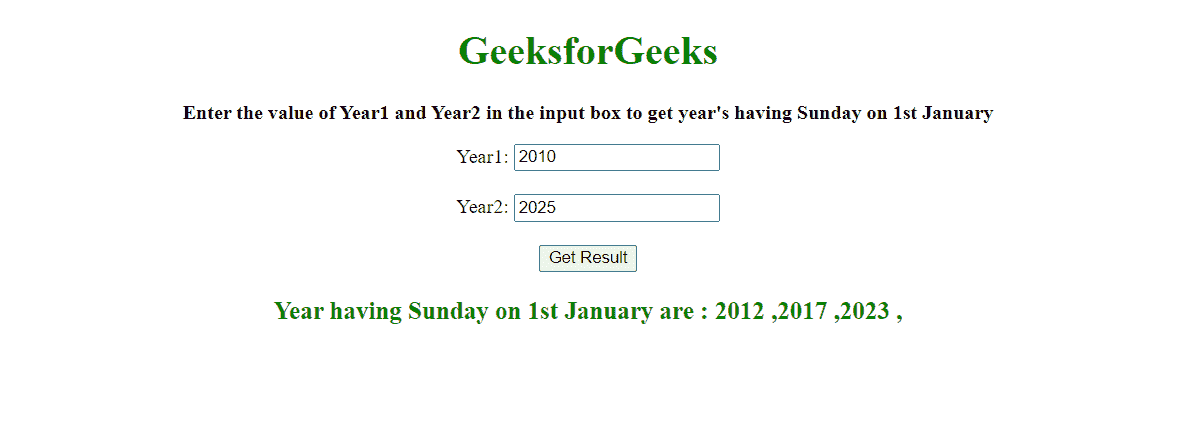 GeeksforGeeks
Enter the value of Year1 and Year2 in the input box to get year's having Sunday on 1st January
Year1: 2010
Year2: 2025
Get Result
Year having Sunday on 1st January are : 2012 ,2017 ,2023 ,